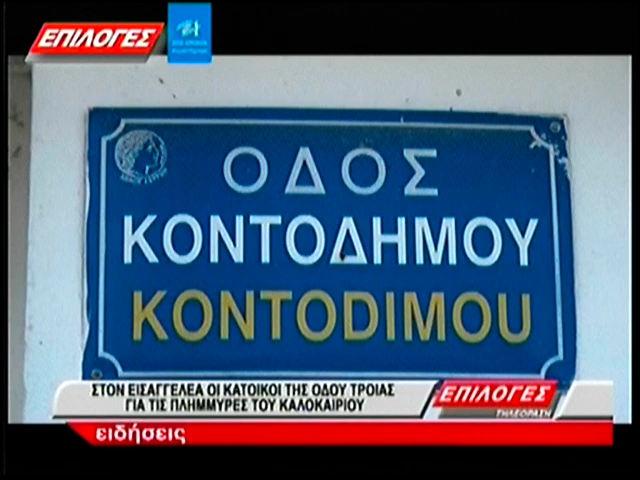 ΕΠΙΛΟΓΕΣ
ΟΔΟΣ
ΚΟΝΤΟΔΗΜΟΥ
KONTODIMOU
ΣΤΟΝ ΕΙΣΑΓΓΕΛΕΑ ΟΙ ΚΑΤΟΙΚΟΙ ΤΗΣ ΟΔΟΥ ΤΡΟΙΑΣ
ΓΙΑ ΤΙΣ ΠΛΗΜΜΥΡΕΣ ΤΟΥ ΚΑΛΟΚΑΙΡΙΟΥ
ΕΠΙΛΟΓΕΣ
ΤΗΛΕΟΡΑΣΗ
ειδήσεις